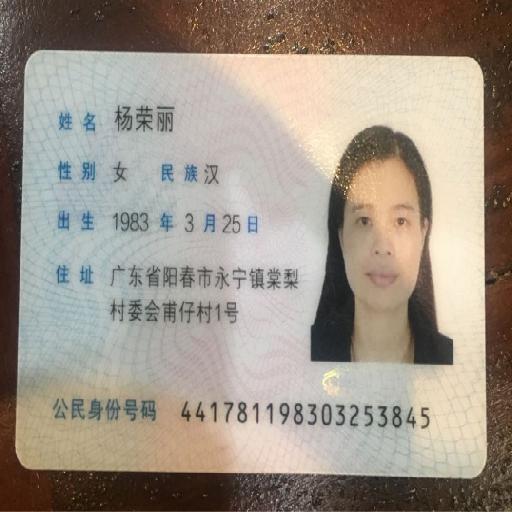 姓名 杨荣丽
性别 女 民族 汉
出生 1983 年 3 月 25 日
住址 广东省阳春市永宁镇棠梨
村委会甫仔村1号
公民身份号码 441781198303253845